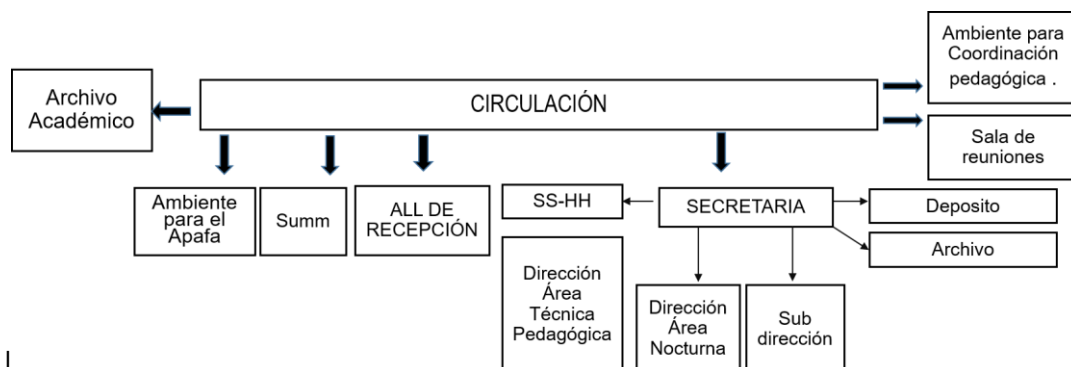 Ambiente para
Coordinación
pedagógica .
Archivo
Académico
CIRCULACIÓN
Sala de
reuniones
Ambiente
para el
Apafa
Summ
ALL DE
RECEPCIÓN
SS-HH
SECRETARIA
Deposito
Archivo
Dirección
Área
Técnica
Pedagógica
Dirección
Área
Nocturna
Sub
dirección